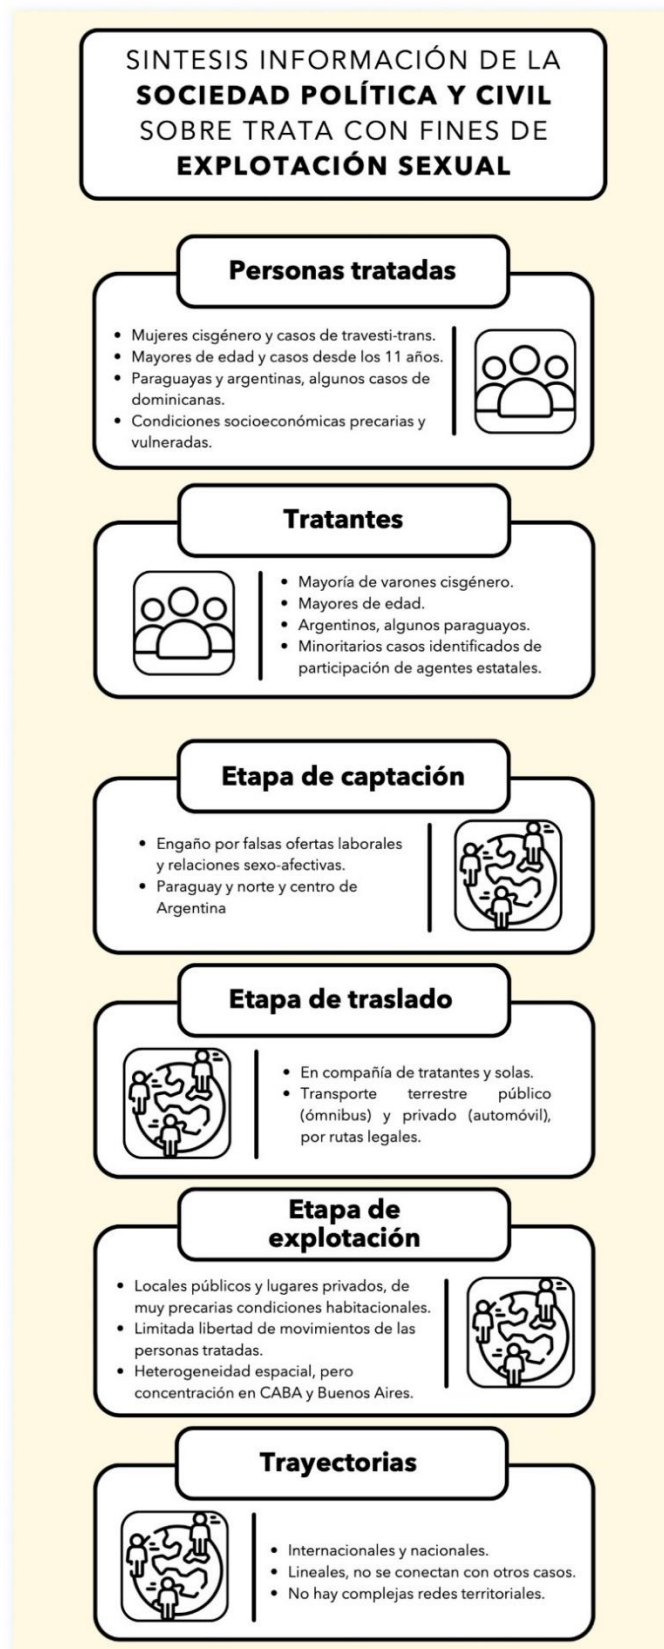 SINTESIS INFORMACIÓN DE LA
SOCIEDAD POLÍTICA Y CIVIL
SOBRE TRATA CON FINES DE
EXPLOTACIÓN SEXUAL
Personas tratadas
• Mujeres cisgénero y casos de travesti-trans.
• Mayores de edad y casos desde los 11 años.
• Paraguayas y argentinas, algunos casos de
dominicanas.
• Condiciones socioeconómicas precarias y
vulneradas.
Tratantes
• Mayoría de varones cisgénero.
• Mayores de edad.
• Argentinos, algunos paraguayos.
• Minoritarios casos identificados de
participación de agentes estatales.
Etapa de captación
• Engaño por falsas ofertas laborales
y relaciones sexo-afectivas.
• Paraguay y norte y centro de
Argentina
Etapa de traslado
• En compañía de tratantes y solas.
• Transporte terrestre público
(ómnibus) y privado (automóvil),
por rutas legales.
Etapa de
explotación
• Locales públicos y lugares privados, de
muy precarias condiciones habitacionales.
• Limitada libertad de movimientos de las
personas tratadas.
• Heterogeneidad espacial, pero
concentración en CABA y Buenos Aires.
Trayectorias
• Internacionales y nacionales.
• Lineales, no se conectan con otros casos.
• No hay complejas redes territoriales.